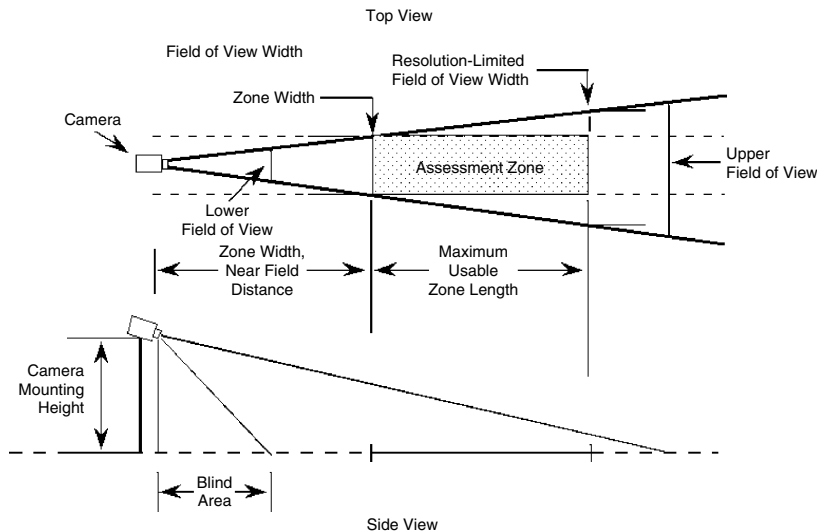 Top View
Field of View Width
Resolution-Limited
Field of View Width
Zone Width
Camera
Assessment Zone
Upper
Field of View
Lower
Field of View
Zone Width,
Near Field
Distance
Maximum
Usable
Zone Length
Camera
Mounting
Height
Blind
Area
Side View